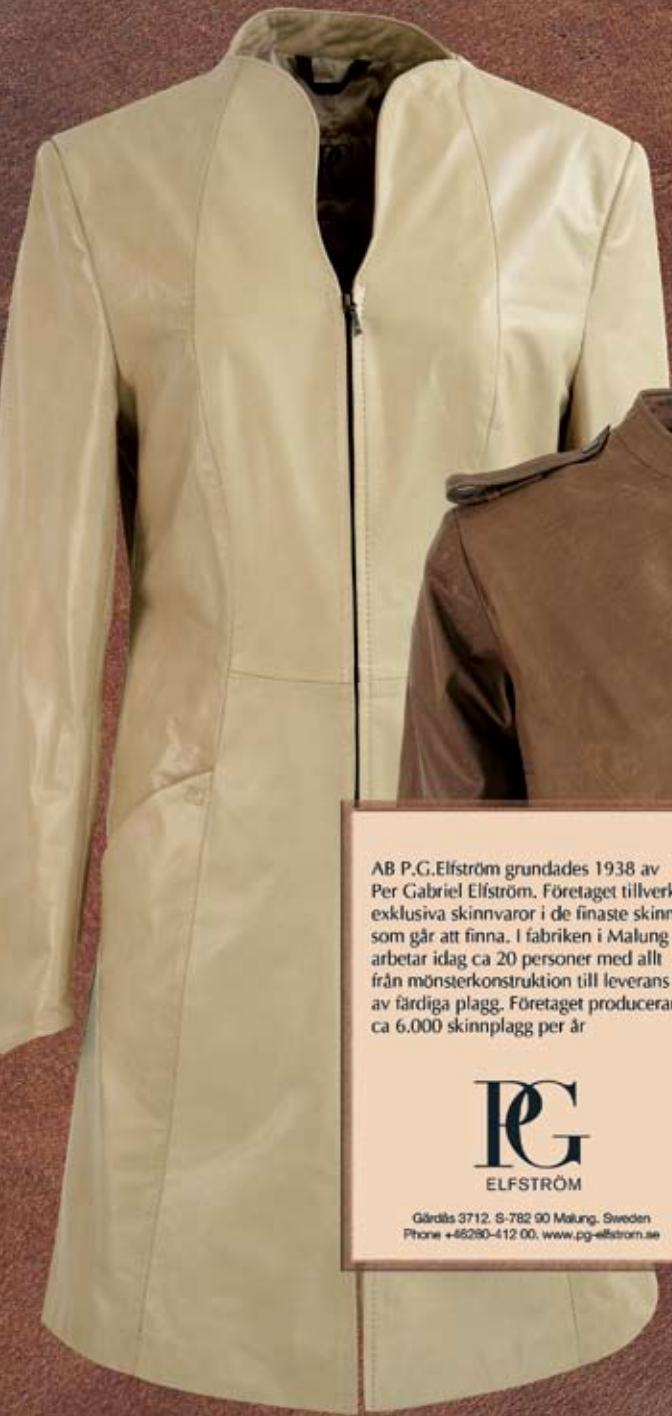 AB P.G.Elfström grundades 1938 av
Per Gabriel Elfström. Företaget tillverk
exklusiva skinnvaror i de finaste skinn
som går att finna. I fabriken i Malung
arbetar idag ca 20 personer med allt
från mönsterkonstruktion till leverans
av färdiga plagg. Företaget producerar
ca 6.000 skinnplagg per år
PG
ELFSTRÖM
Gärdås 3712. S-782 90 Malung. Sweden
Phone +46280-412 00. www.pg-elfstrom.se